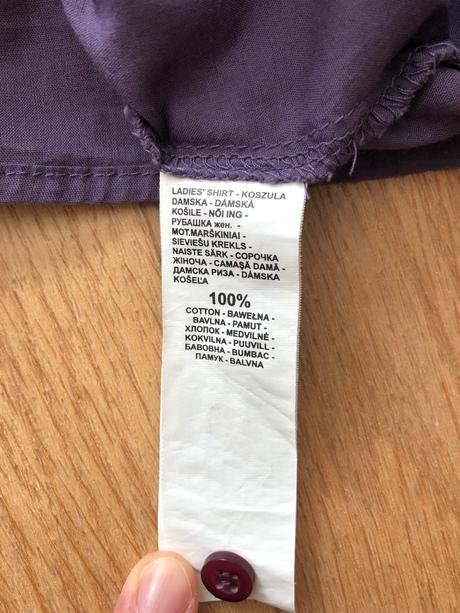 LADIES' SHIRT - KOSZULA
DAMSKA - DÁMSKÁ
KOŠILE - NŐI ING -
РУБАШКА жен. -
MOT.MARŠKINIAI -
SIEVIEŠU KREKLS -
NAISTE SÄRK - СОРОЧКА
ЖІНОЧА - CAMAŞĂ DAMĂ -
ДАМСКА РИЗА - DÁMSKA
KOŠEĽA
100%
COTTON - BAWEŁNA -
BAVLNA - PAMUT -
ХЛОПОК - MEDVILNĖ -
KOKVILNA - PUUVILL -
БАВОВНА - BUMBAC -
ПАМУК - BALVNA